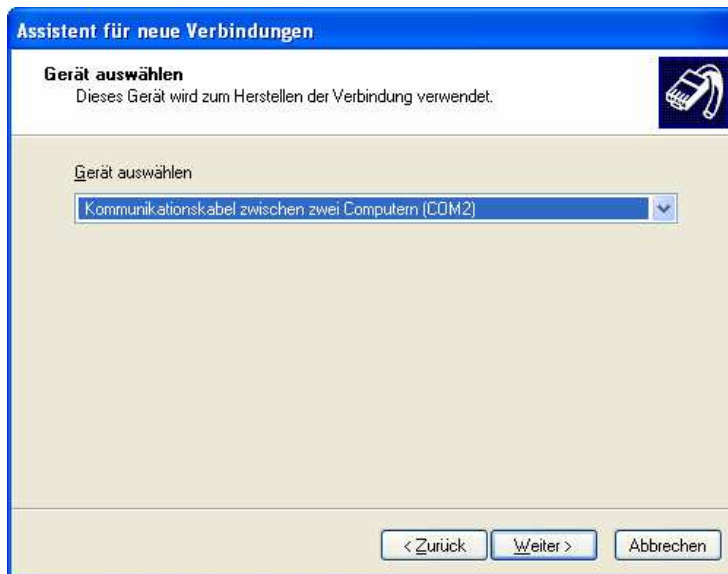 Assistent für neue Verbindungen
Gerät auswählen
Dieses Gerät wird zum Herstellen der Verbindung verwendet.
Gerät auswählen
Kommunikationskabel zwischen zwei Computern (COM2)
< Zurück Weiter > Abbrechen